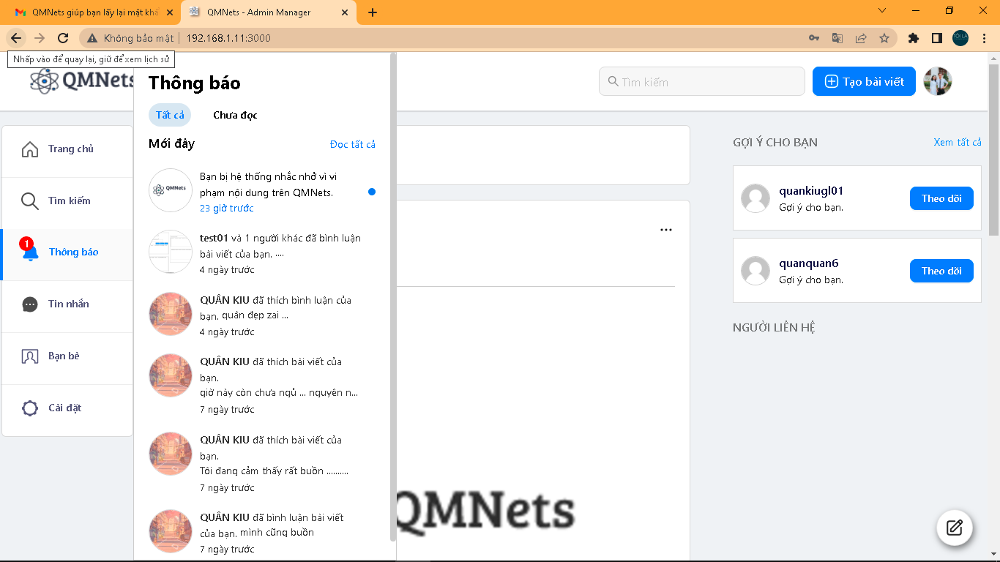 QMNets giúp bạn lấy lại mật khẩ
QMNets - Admin Manager
Không bảo mật
192.168.1.11:3000
Nhấp vào để quay lại, giữ để xem lịch sử
QMNets
Thông báo
Tìm kiếm
Tạo bài viết
Tất cả
Chưa đọc
Mới đây
Đọc tất cả
Trang chủ
Tìm kiếm
1
Thông báo
Tin nhắn
Bạn bè
Cài đặt
QMNets
Bạn bị hệ thống nhắc nhở vì vi
phạm nội dung trên QMNets.
23 giờ trước
test01 và 1 người khác đã bình luận
bài viết của bạn. ....
4 ngày trước
QUÂN KIU đã thích bình luận của
bạn. quán đẹp zai ...
4 ngày trước
QUÂN KIU đã thích bài viết của
bạn.
giờ này còn chưa ngủ ... nguyên n...
7 ngày trước
QUÂN KIU đã thích bài viết của
bạn.
Tôi đang cảm thấy rất buồn ..........
7 ngày trước
QUÂN KIU đã bình luận bài viết
của bạn. mình cũng buồn
7 ngày trước
QMNets
GỢI Ý CHO BẠN
Xem tất cả
quankiugl01
Gợi ý cho bạn.
Theo dõi
quanquan6
Gợi ý cho bạn.
Theo dõi
NGƯỜI LIÊN HỆ